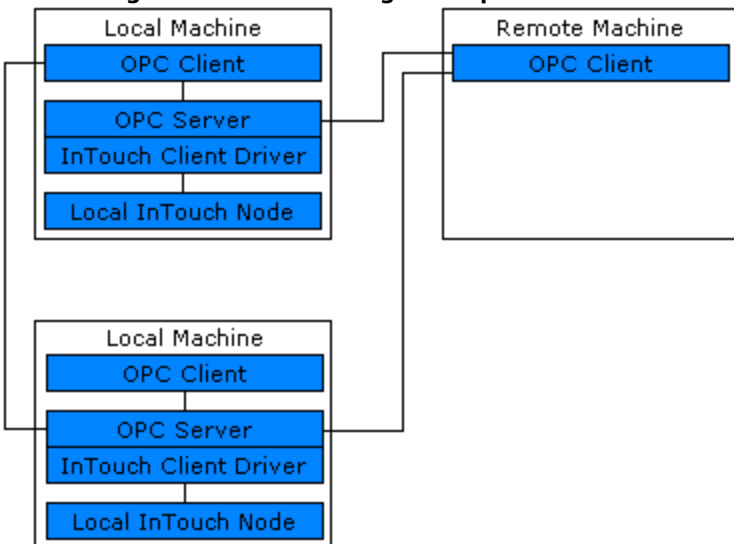 Local Machine
OPC Client
OPC Server
InTouch Client Driver
Local InTouch Node
Remote Machine
OPC Client
Local Machine
OPC Client
OPC Server
InTouch Client Driver
Local InTouch Node